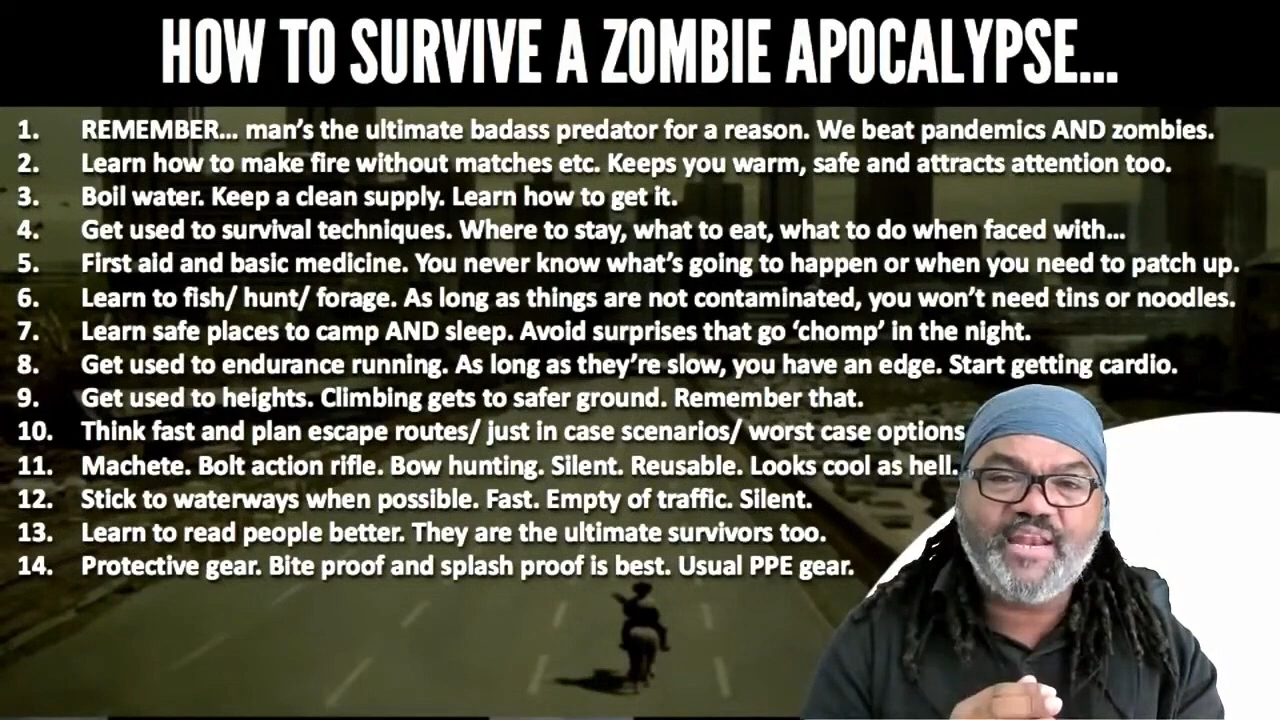 HOW TO SURVIVE A ZOMBIE APOCALYPSE...
1. REMEMBER... man's the ultimate badass predator for a reason. We beat pandemics AND zombies.
2. Learn how to make fire without matches etc. Keeps you warm, safe and attracts attention too.
3. Boil water. Keep a clean supply. Learn how to get it.
4. Get used to survival techniques. Where to stay, what to eat, what to do when faced with...
5. First aid and basic medicine. You never know what's going to happen or when you need to patch up.
6. Learn to fish/ hunt/ forage. As long as things are not contaminated, you won't need tins or noodles.
7. Learn safe places to camp AND sleep. Avoid surprises that go 'chomp' in the night.
8. Get used to endurance running. As long as they're slow, you have an edge. Start getting cardio.
9. Get used to heights. Climbing gets to safer ground. Remember that.
10. Think fast and plan escape routes/ just in case scenarios/ worst case options
11. Machete. Bolt action rifle. Bow hunting. Silent. Reusable. Looks cool as hell.
12. Stick to waterways when possible. Fast. Empty of traffic. Silent.
13. Learn to read people better. They are the ultimate survivors too.
14. Protective gear. Bite proof and splash proof is best. Usual PPE gear.